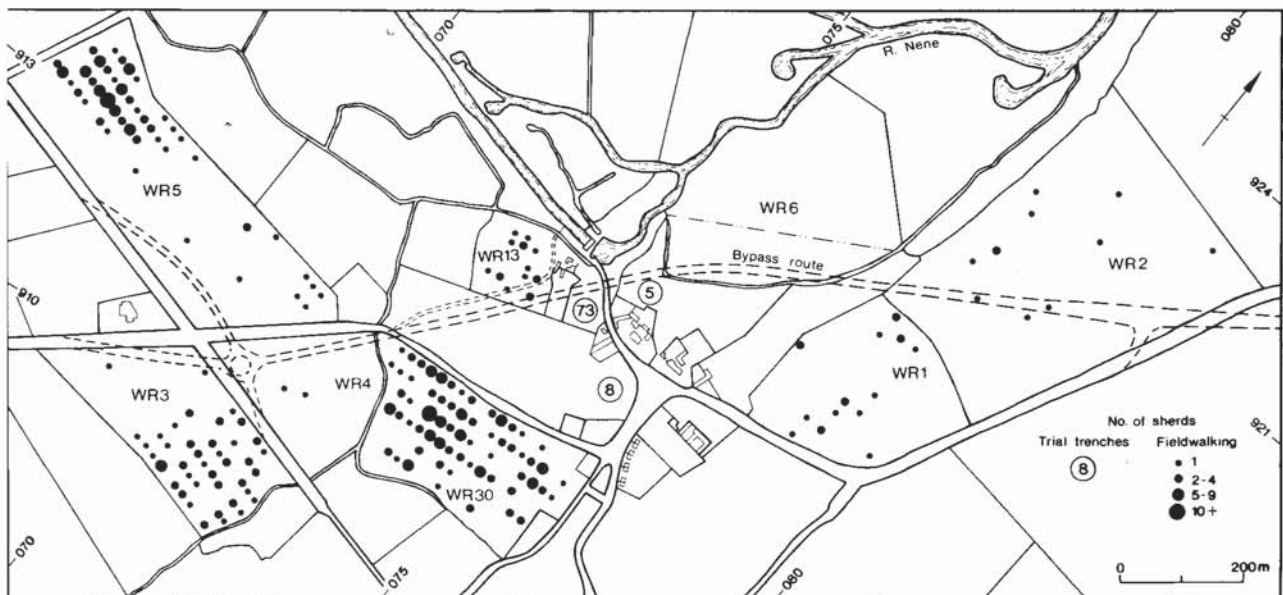 913
070
075
080
R. Nene
WR5
WR6
924
WR13
WR2
Bypass route
910
5
73
WR3
WR4
8
WR1
WR30
921
No. of sherds
Trial trenches Fieldwalking
8
1
2-4
5-9
10+
070
075
080
0 200m